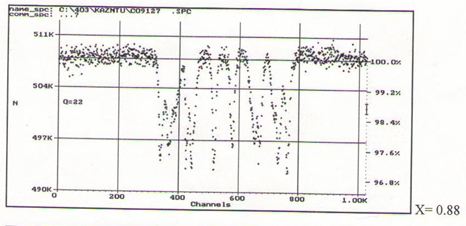 name_spc: C:\403\KAZNTU\C09127 .SPC
comm_spc: ...?
511K
100.0%
504K
99.2%
N
Q=22
98.4%
497K
97.6%
96.8%
490K
0 200 400 600 800 1.00K
Channels
X= 0.88